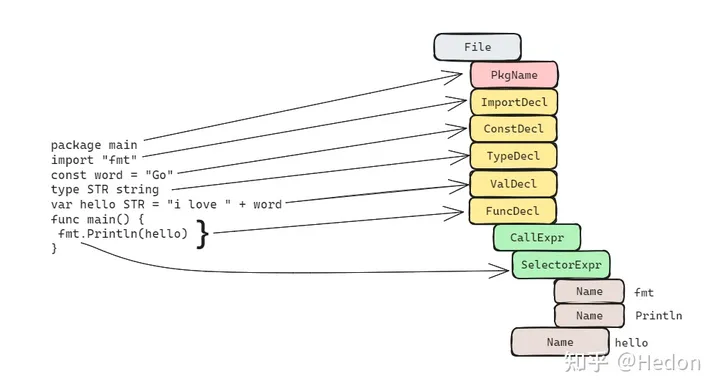 File
PkgName
ImportDecl
ConstDecl
TypeDecl
ValDecl
FuncDecl
CallExpr
SelectorExpr
Name fmt
Name Println
Name hello
package main
import "fmt"
const word = "Go"
type STR string
var hello STR = "i love " + word
func main() {
fmt.Println(hello)
}
}
知乎 @Hedon